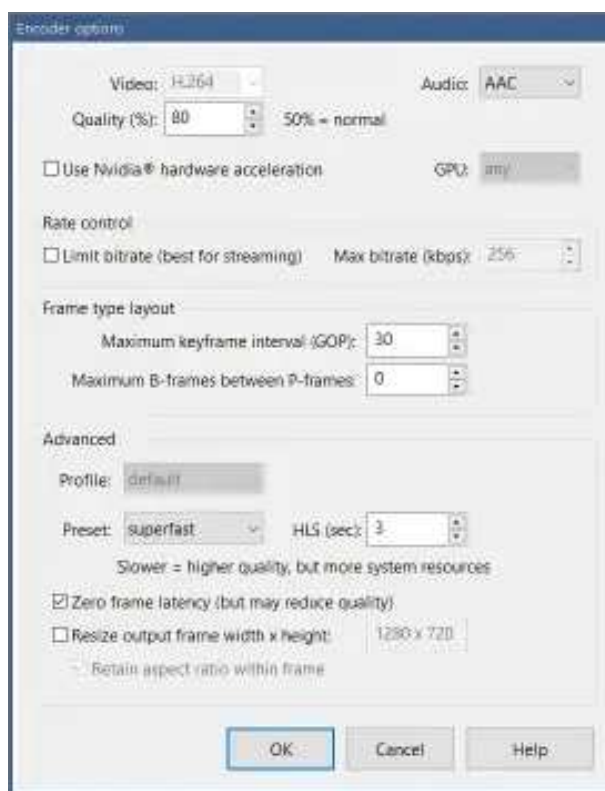 Encoder options
Video: H.264 Audio: AAC
Quality (%): 80 50% = normal
Use Nvidia® hardware acceleration GPU: any
Rate control
Limit bitrate (best for streaming) Max bitrate (kbps): 256
Frame type layout
Maximum keyframe interval (GOP): 30
Maximum B-frames between P-frames: 0
Advanced
Profile: default
Preset: superfast HLS (sec): 3
Slower = higher quality, but more system resources
Zero frame latency (but may reduce quality)
Resize output frame width x height: 1280 x 720
Retain aspect ratio within frame
OK Cancel Help